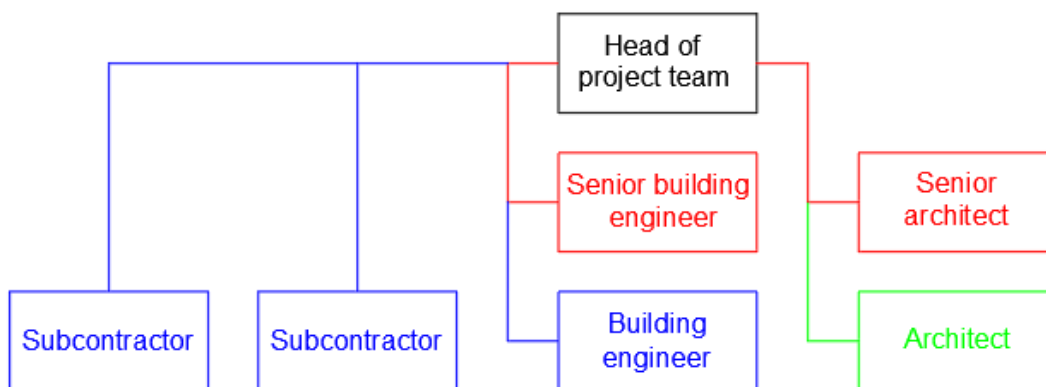 Head of
project team
Senior building
engineer
Senior
architect
Subcontractor
Subcontractor
Building
engineer
Architect